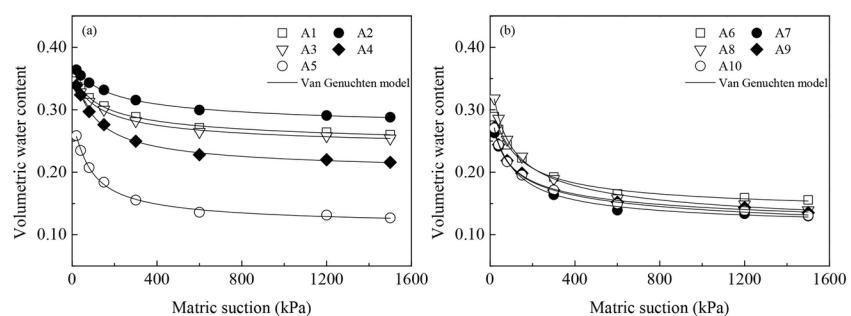 (a)
A1
A2
A3
A4
A5
Van Genuchten model
0.40
0.30
0.20
0.10
Volumetric water content
0
400
800
1200
1600
Matric suction (kPa)
(b)
A6
A7
A8
A9
A10
Van Genuchten model
0.40
0.30
0.20
0.10
Volumetric water content
0
400
800
1200
1600
Matric suction (kPa)